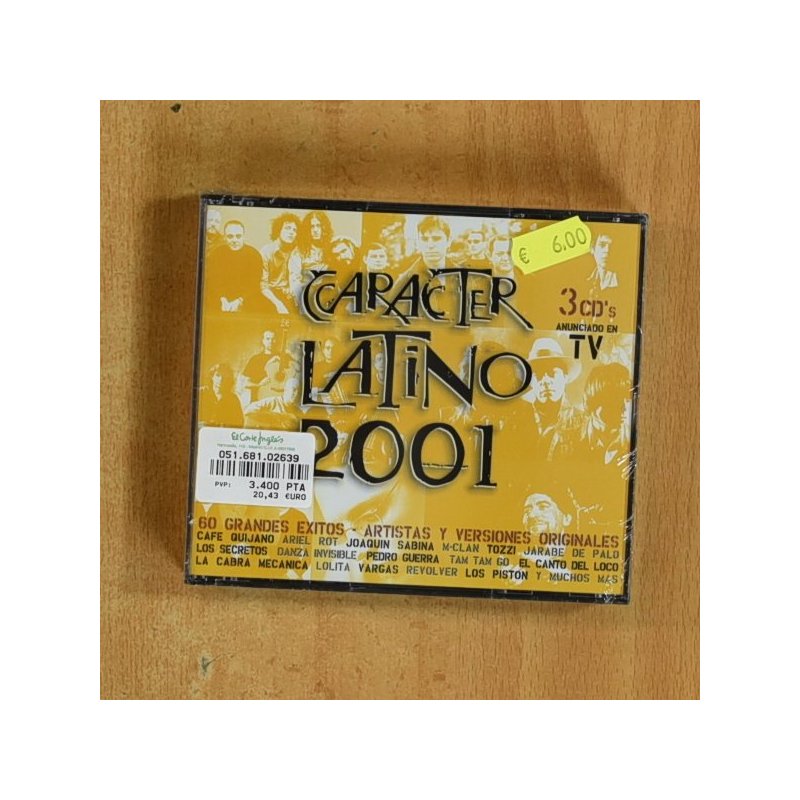 € 6,00
ČARAČTER
LATINO
2001
3 CD's
ANUNCIADO EN
TV
El Corte Inglés
051.681.02639
PVP: 3.400 PTA
20,43 €URO
60 GRANDES EXITOS - ARTISTAS Y VERSIONES ORIGINALES
CAFE QUIJANO ARIEL ROT JOAQUIN SABINA M-CLAN TOZZI JARABE DE PALO
LOS SECRETOS DANZA INVISIBLE PEDRO GUERRA TAM TAM GO EL CANTO DEL LOCO
LA CABRA MECANICA LOLITA VARGAS REVOLVER LOS PISTON Y MUCHOS MAS